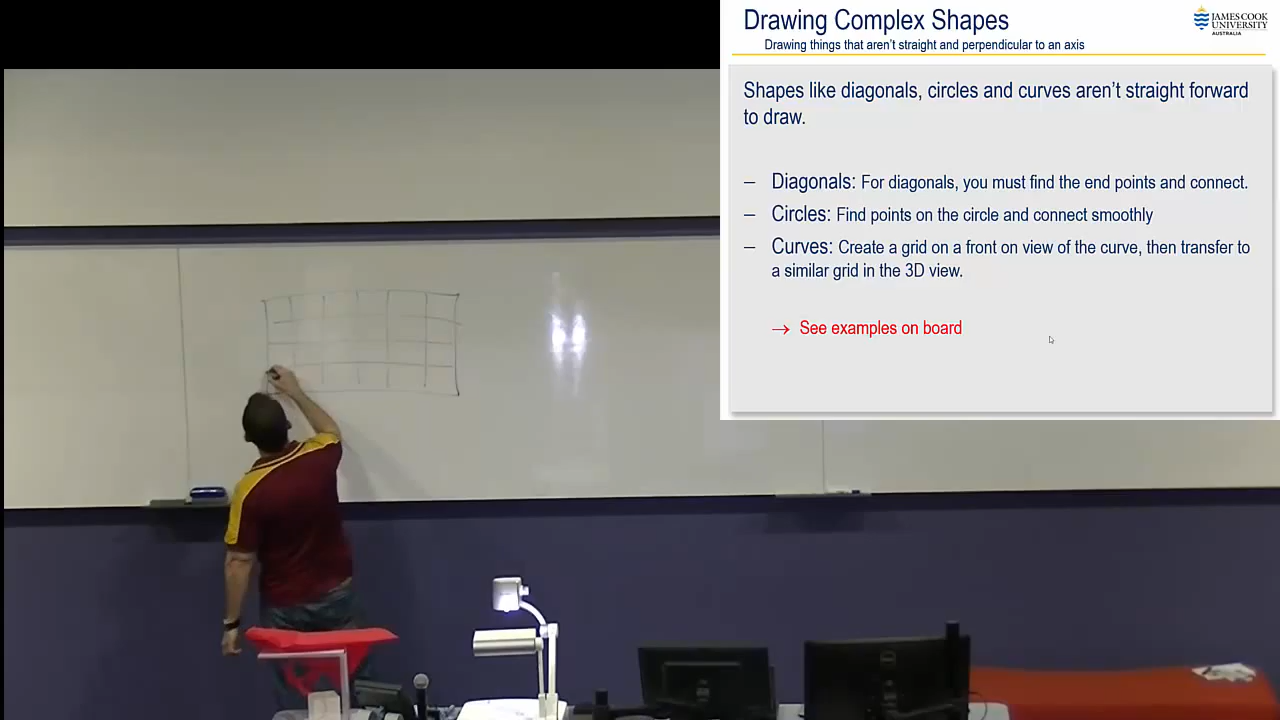 Drawing Complex Shapes
Drawing things that aren't straight and perpendicular to an axis
JAMES COOK
UNIVERSITY
AUSTRALIA
Shapes like diagonals, circles and curves aren't straight forward
to draw.
– Diagonals: For diagonals, you must find the end points and connect.
– Circles: Find points on the circle and connect smoothly
– Curves: Create a grid on a front on view of the curve, then transfer to
a similar grid in the 3D view.
→ See examples on board